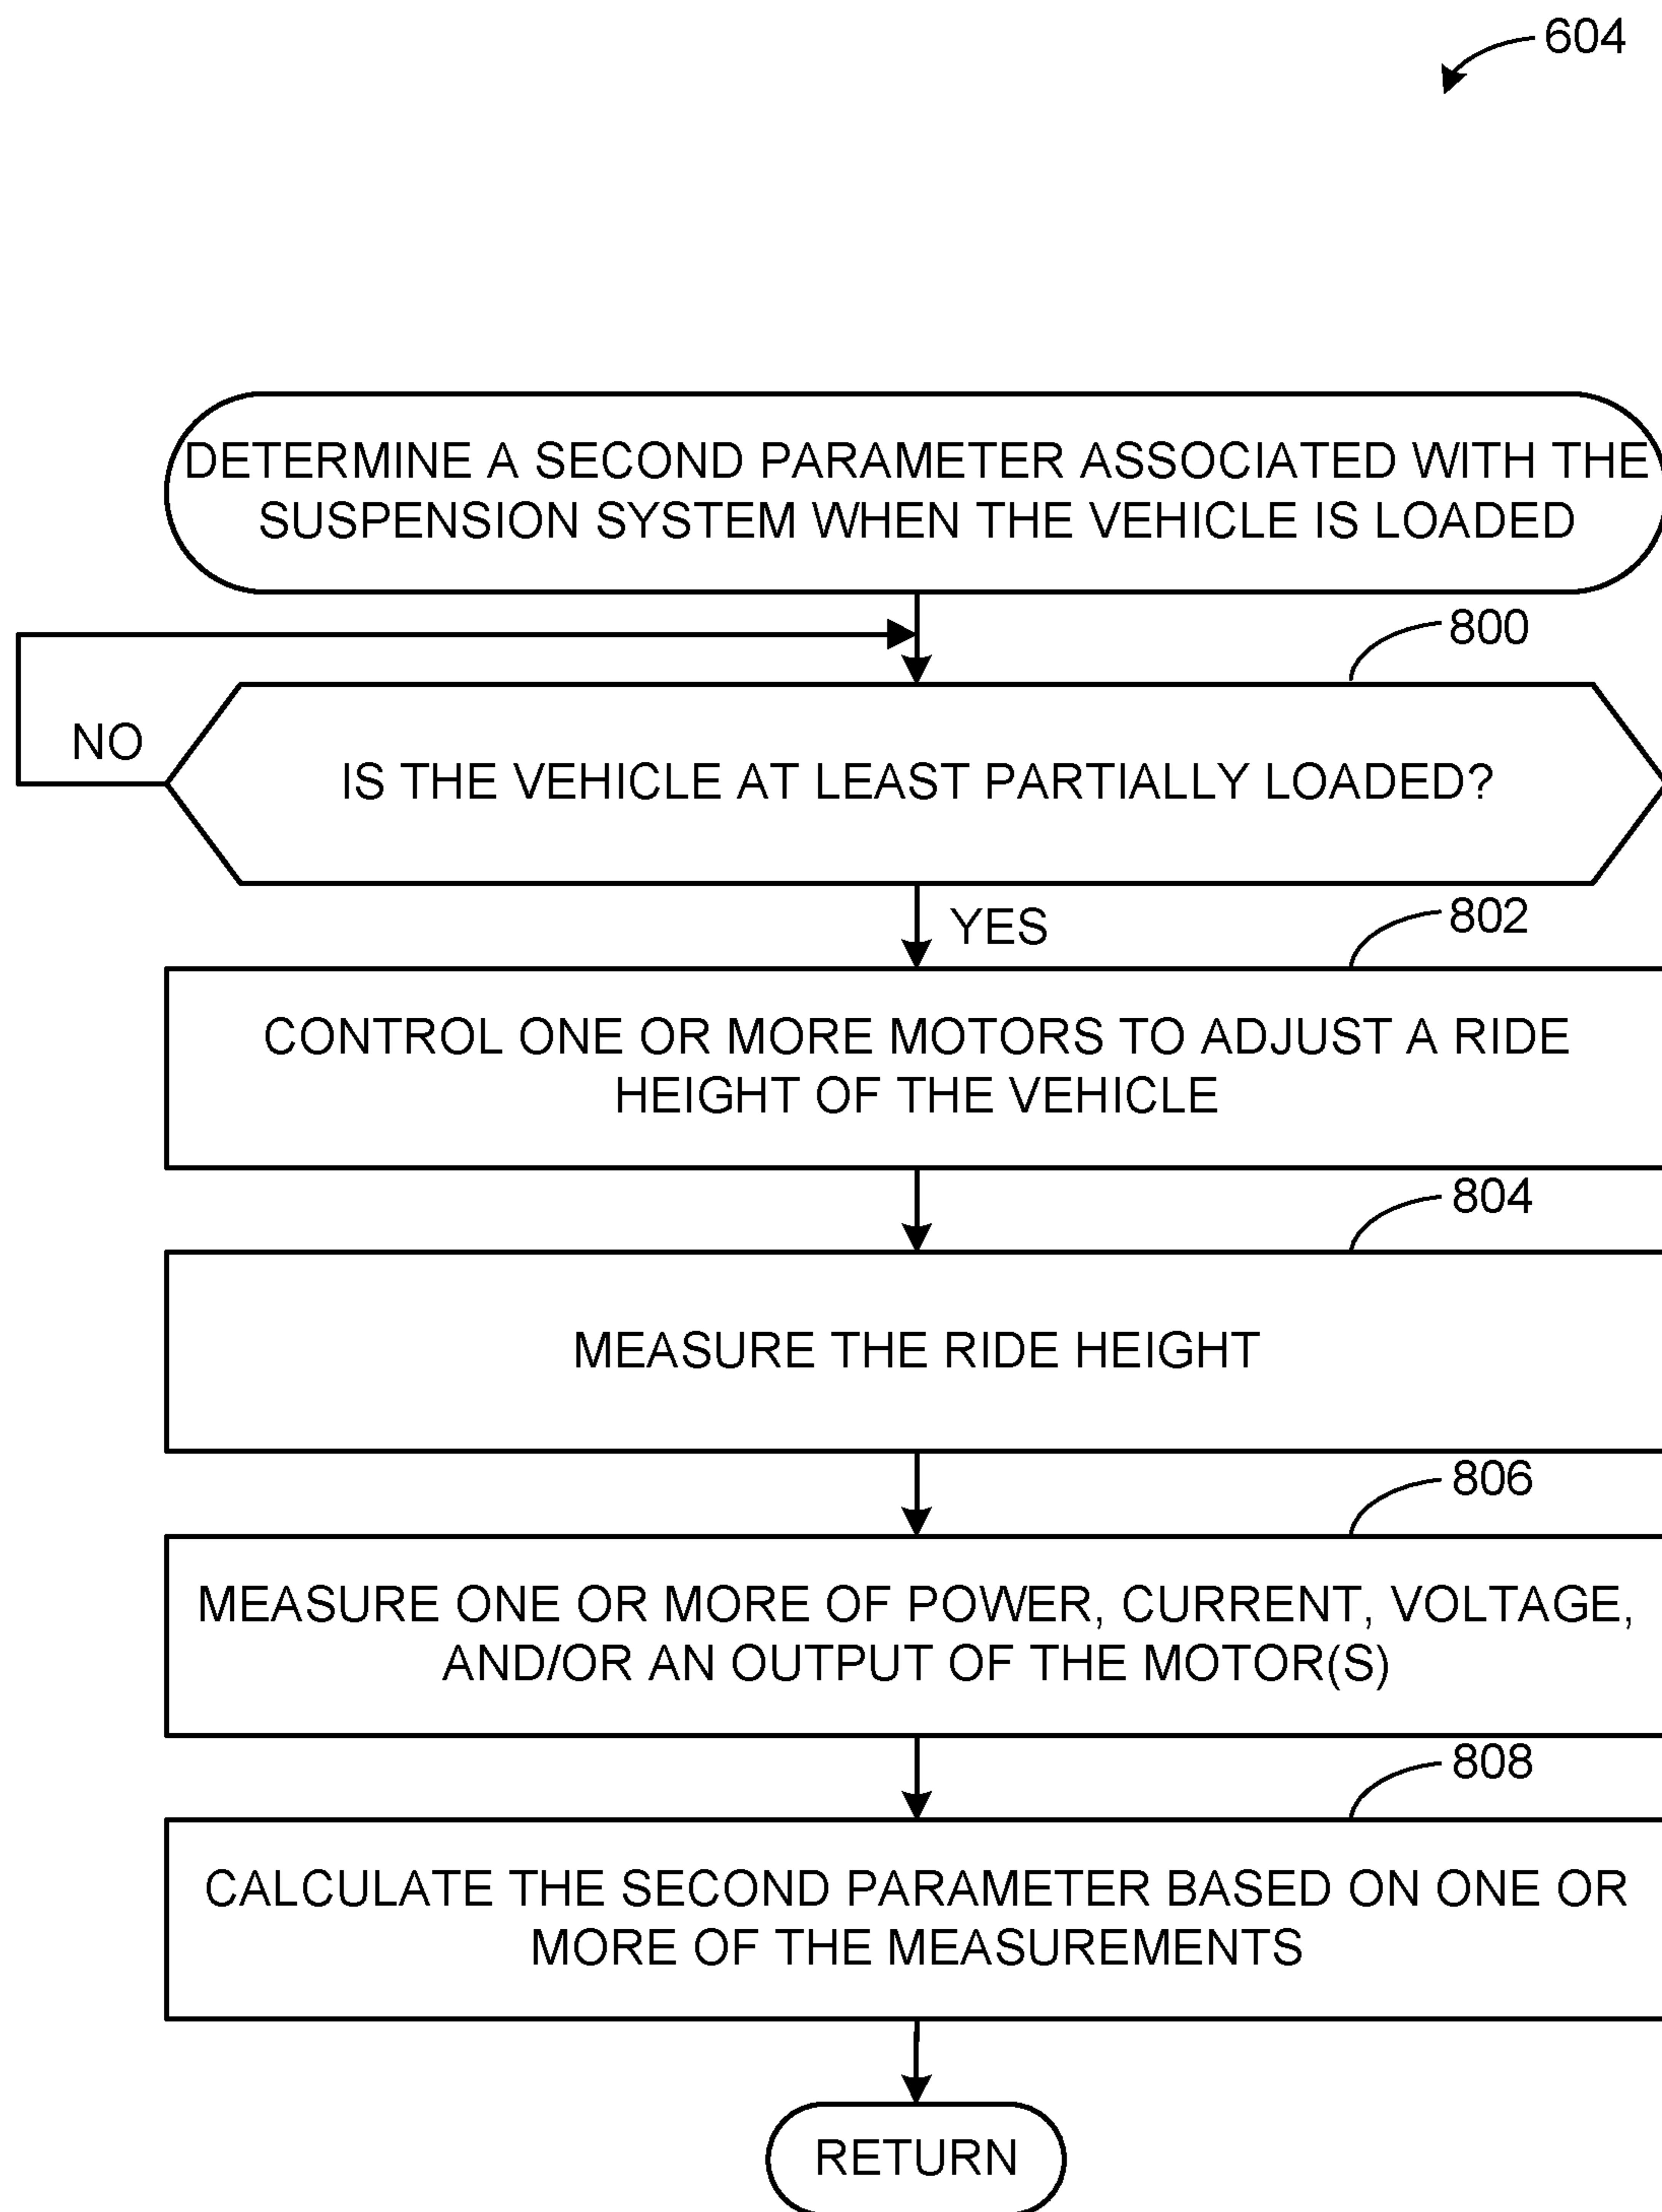 604
DETERMINE A SECOND PARAMETER ASSOCIATED WITH THE
SUSPENSION SYSTEM WHEN THE VEHICLE IS LOADED
800
NO
IS THE VEHICLE AT LEAST PARTIALLY LOADED?
YES
802
CONTROL ONE OR MORE MOTORS TO ADJUST A RIDE
HEIGHT OF THE VEHICLE
804
MEASURE THE RIDE HEIGHT
806
MEASURE ONE OR MORE OF POWER, CURRENT, VOLTAGE,
AND/OR AN OUTPUT OF THE MOTOR(S)
808
CALCULATE THE SECOND PARAMETER BASED ON ONE OR
MORE OF THE MEASUREMENTS
RETURN